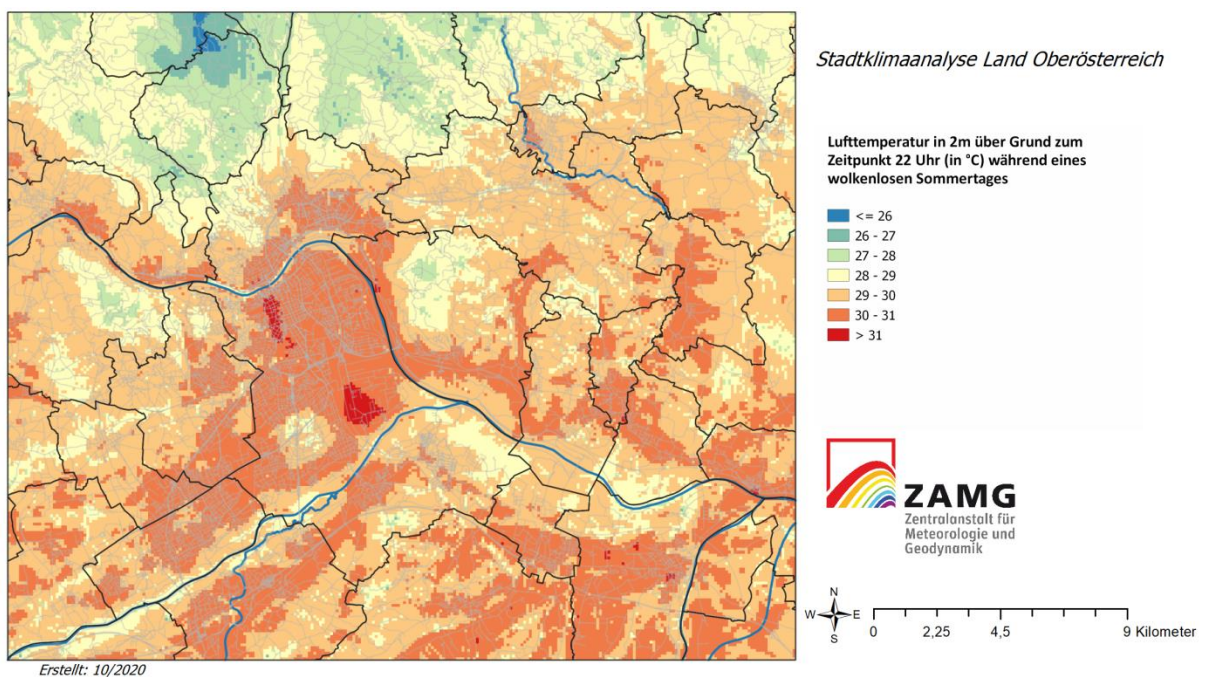 Stadtklimaanalyse Land Oberösterreich
Lufttemperatur in 2m über Grund zum
Zeitpunkt 22 Uhr (in °C) während eines
wolkenlosen Sommertages
<= 26
26 - 27
27 - 28
28 - 29
29 - 30
30 - 31
> 31
ZAMG
Zentralanstalt für
Meteorologie und
Geodynamik
N
W E
S
0 2,25 4,5 9 Kilometer
Erstellt: 10/2020